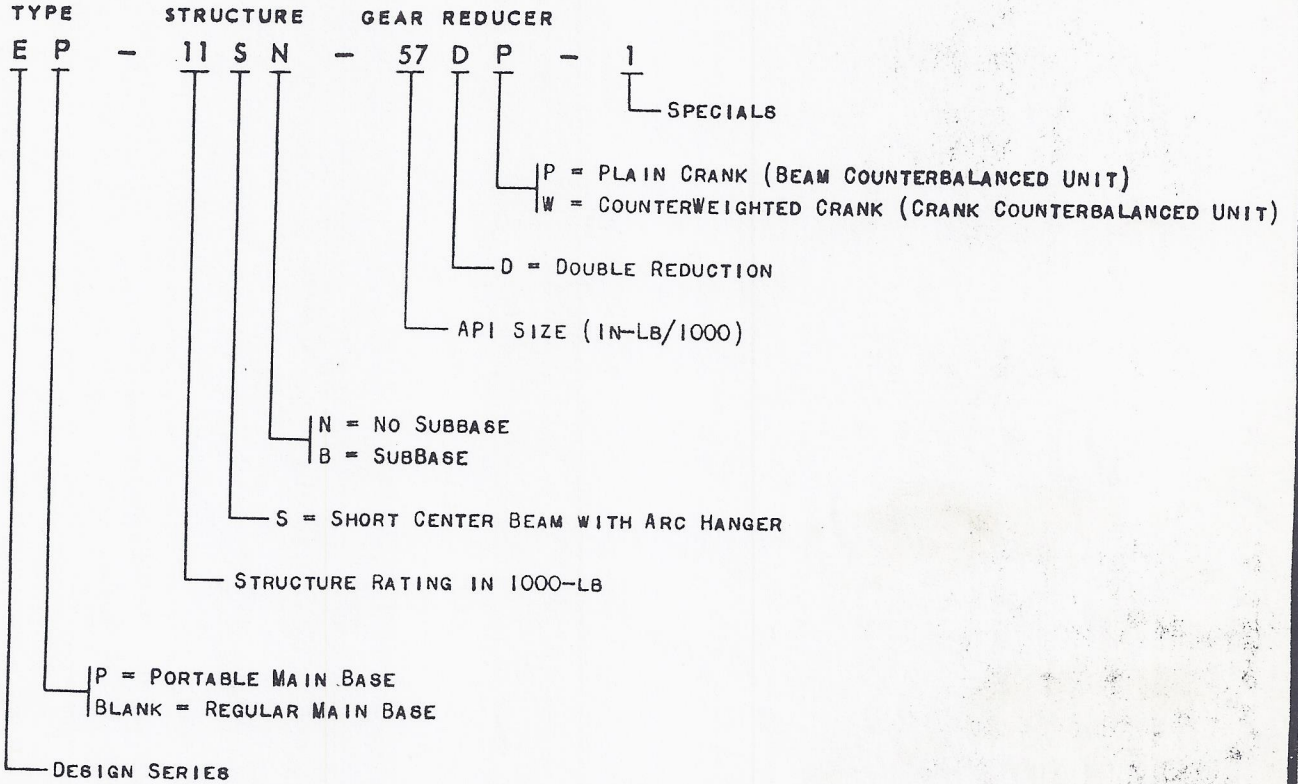 TYPE STRUCTURE GEAR REDUCER
E P - 11 S N - 57 D P - 1
SPECIALS
P = PLAIN CRANK (BEAM COUNTERBALANCED UNIT)
W = COUNTERWEIGHTED CRANK (CRANK COUNTERBALANCED UNIT)
D = DOUBLE REDUCTION
API SIZE (IN-LB/1000)
N = NO SUBBASE
B = SUBBASE
S = SHORT CENTER BEAM WITH ARC HANGER
STRUCTURE RATING IN 1000-LB
P = PORTABLE MAIN BASE
BLANK = REGULAR MAIN BASE
DESIGN SERIES